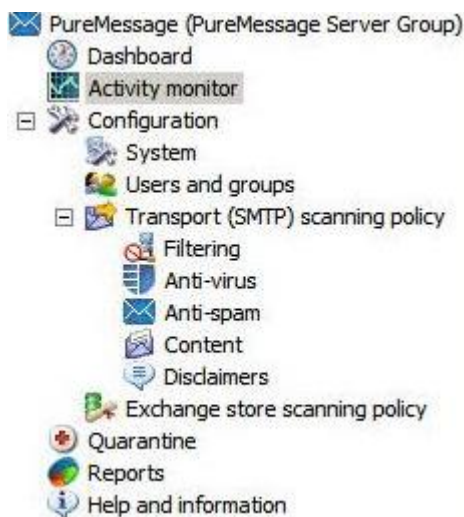 PureMessage (PureMessage Server Group)
Dashboard
Activity monitor
Configuration
System
Users and groups
Transport (SMTP) scanning policy
Filtering
Anti-virus
Anti-spam
Content
Disclaimers
Exchange store scanning policy
Quarantine
Reports
Help and information